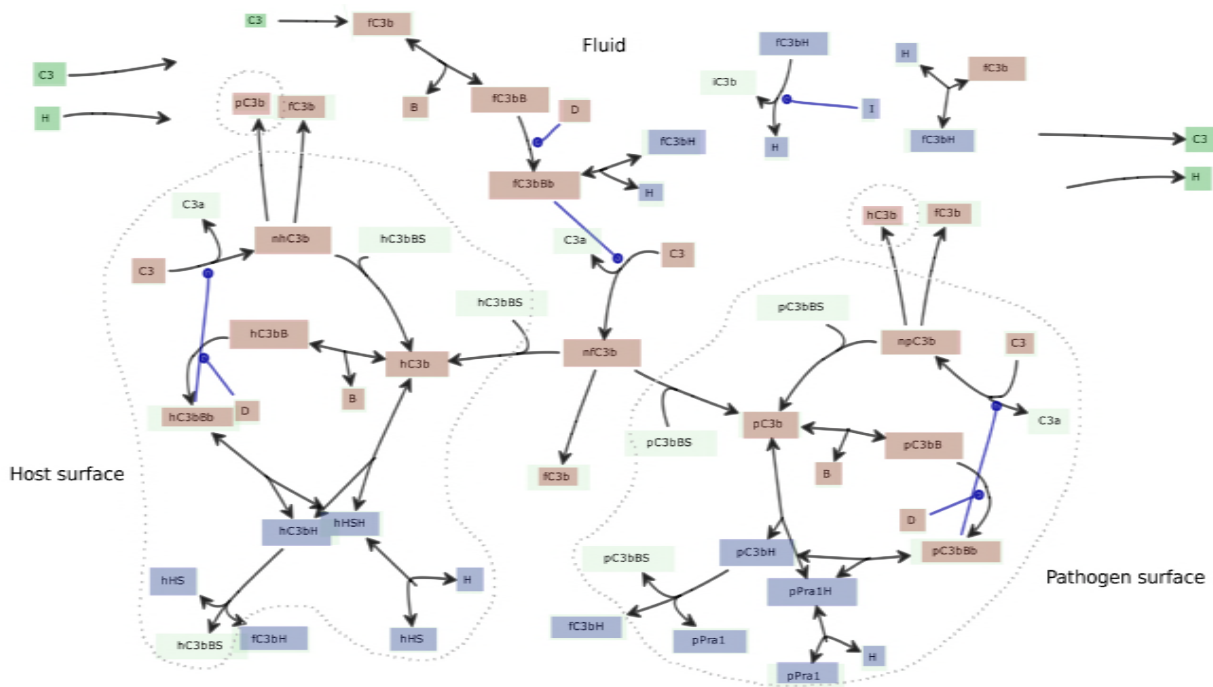 C3
fC3b
Fluid
fC3bH
C3
H
fC3b
iC3b
pC3b
fC3b
B
fC3bB
D
I
H
H
fC3bH
fC3bH
C3
H
fC3bBb
H
C3a
hC3b
fC3b
nhC3b
hC3bBS
C3a
C3
C3
hC3bBS
pC3bBS
hC3bB
npC3b
C3
hC3b
nfC3b
B
hC3bBb
D
pC3b
C3a
pC3bBS
pC3bB
Host surface
fC3b
B
D
hC3bH
hHSH
pC3bH
pC3bBb
pC3bBS
Pathogen surface
hHS
H
pPra1H
fC3bH
hC3bBS
fC3bH
hHS
pPra1
H
pPra1